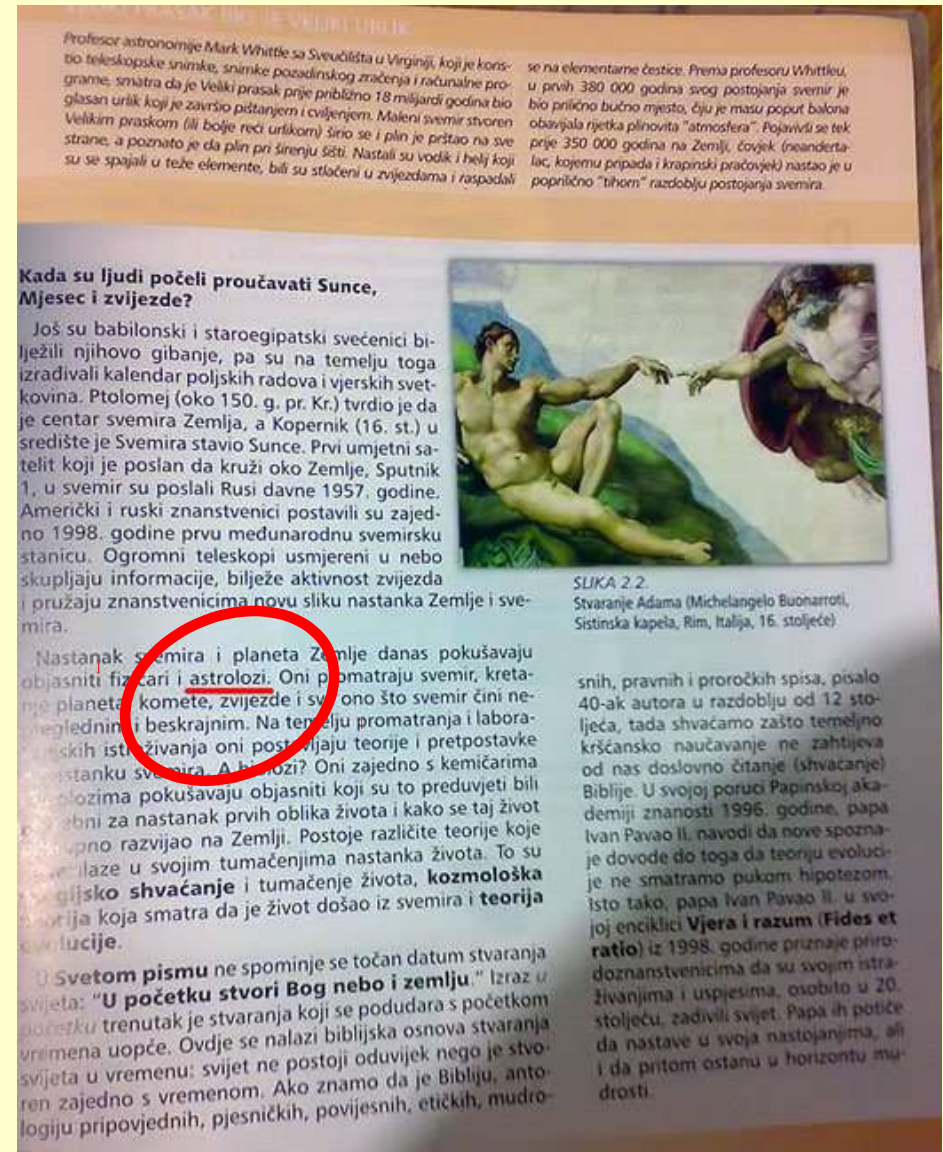 PRASAK BIO JE VELIKI URLIK
Profesor astronomije Mark Whittle sa Sveučilišta u Virginiji, koji je koris-
tio teleskopske snimke, snimke pozadinskog zračenja i računalne pro-
grame, smatra da je Veliki prasak prije približno 18 milijardi godina bio
glasan urlik koji je završio pištanjem i cviljenjem. Maleni svemir stvoren
Velikim praskom (ili bolje reći urlikom) širio se i plin je prštao na sve
strane, a poznato je da plin pri širenju šišti. Nastali su vodik i helij koji
su se spajali u teže elemente, bili su stlačeni u zvijezdama i raspadali
se na elementarne čestice. Prema profesoru Whittleu,
u prvih 380 000 godina svog postojanja svemir je
bio prilično bučno mjesto, čiju je masu poput balona
obavijala rijetka plinovita "atmosfera". Pojavivši se tek
prije 350 000 godina na Zemlji, čovjek (neanderta-
lac, kojemu pripada i krapinski pračovjek) nastao je u
poprilično "tihom" razdoblju postojanja svemira.
Kada su ljudi počeli proučavati Sunce,
Mjesec i zvijezde?
Još su babilonski i staroegipatski svećenici bi-
lježili njihovo gibanje, pa su na temelju toga
izrađivali kalendar poljskih radova i vjerskih svet-
kovina. Ptolomej (oko 150. g. pr. Kr.) tvrdio je da
je centar svemira Zemlja, a Kopernik (16. st.) u
središte je Svemira stavio Sunce. Prvi umjetni sa-
telit koji je poslan da kruži oko Zemlje, Sputnik
1, u svemir su poslali Rusi davne 1957. godine.
Američki i ruski znanstvenici postavili su zajed-
no 1998. godine prvu međunarodnu svemirsku
stanicu. Ogromni teleskopi usmjereni u nebo
skupljaju informacije, bilježe aktivnost zvijezda
i pružaju znanstvenicima novu sliku nastanka Zemlje i sve-
mira.
Nastanak svemira i planeta Zemlje danas pokušavaju
objasniti fizičari i astrolozi. Oni promatraju svemir, kreta-
nje planeta, komete, zvijezde i sve ono što svemir čini ne-
preglednim i beskrajnim. Na temelju promatranja i labora-
istraživanja oni postavljaju teorije i pretpostavke
svemira. A biolozi? Oni zajedno s kemičarima
pokušavaju objasniti koji su to preduvjeti bili
za nastanak prvih oblika života i kako se taj život
razvijao na Zemlji. Postoje različite teorije koje
u svojim tumačenjima nastanka života. To su
shvaćanje i tumačenje života, kozmološka
koja smatra da je život došao iz svemira i teorija
evolucije.
U Svetom pismu ne spominje se točan datum stvaranja
svijeta: "U početku stvori Bog nebo i zemlju." Izraz u
početku trenutak je stvaranja koji se podudara s početkom
vremena uopće. Ovdje se nalazi biblijska osnova stvaranja
svijeta u vremenu: svijet ne postoji oduvijek nego je stvo-
ren zajedno s vremenom. Ako znamo da je Bibliju, anto-
logiju pripovjednih, pjesničkih, povijesnih, etičkih, mudro-
SLIKA 2.2.
Stvaranje Adama (Michelangelo Buonarroti,
Sistinska kapela, Rim, Italija, 16. stoljeće)
snih, pravnih i proročkih spisa, pisalo
40-ak autora u razdoblju od 12 sto-
ljeća, tada shvaćamo zašto temeljno
kršćansko naučavanje ne zahtijeva
od nas doslovno čitanje (shvaćanje)
Biblije. U svojoj poruci Papinskoj aka-
demiji znanosti 1996. godine, papa
Ivan Pavao II. navodi da nove spozna-
je dovode do toga da teoriju evoluci-
je ne smatramo pukom hipotezom.
Isto tako, papa Ivan Pavao II. u svo-
joj enciklici Vjera i razum (Fides et
ratio) iz 1998. godine priznaje priro-
doznanstvenicima da su svojim istra-
živanjima i uspjesima, osobito u 20.
stoljeću, zadivili svijet. Papa ih potiče
da nastave u svoja nastojanjima, ali
i da pritom ostanu u horizontu mu-
drosti.